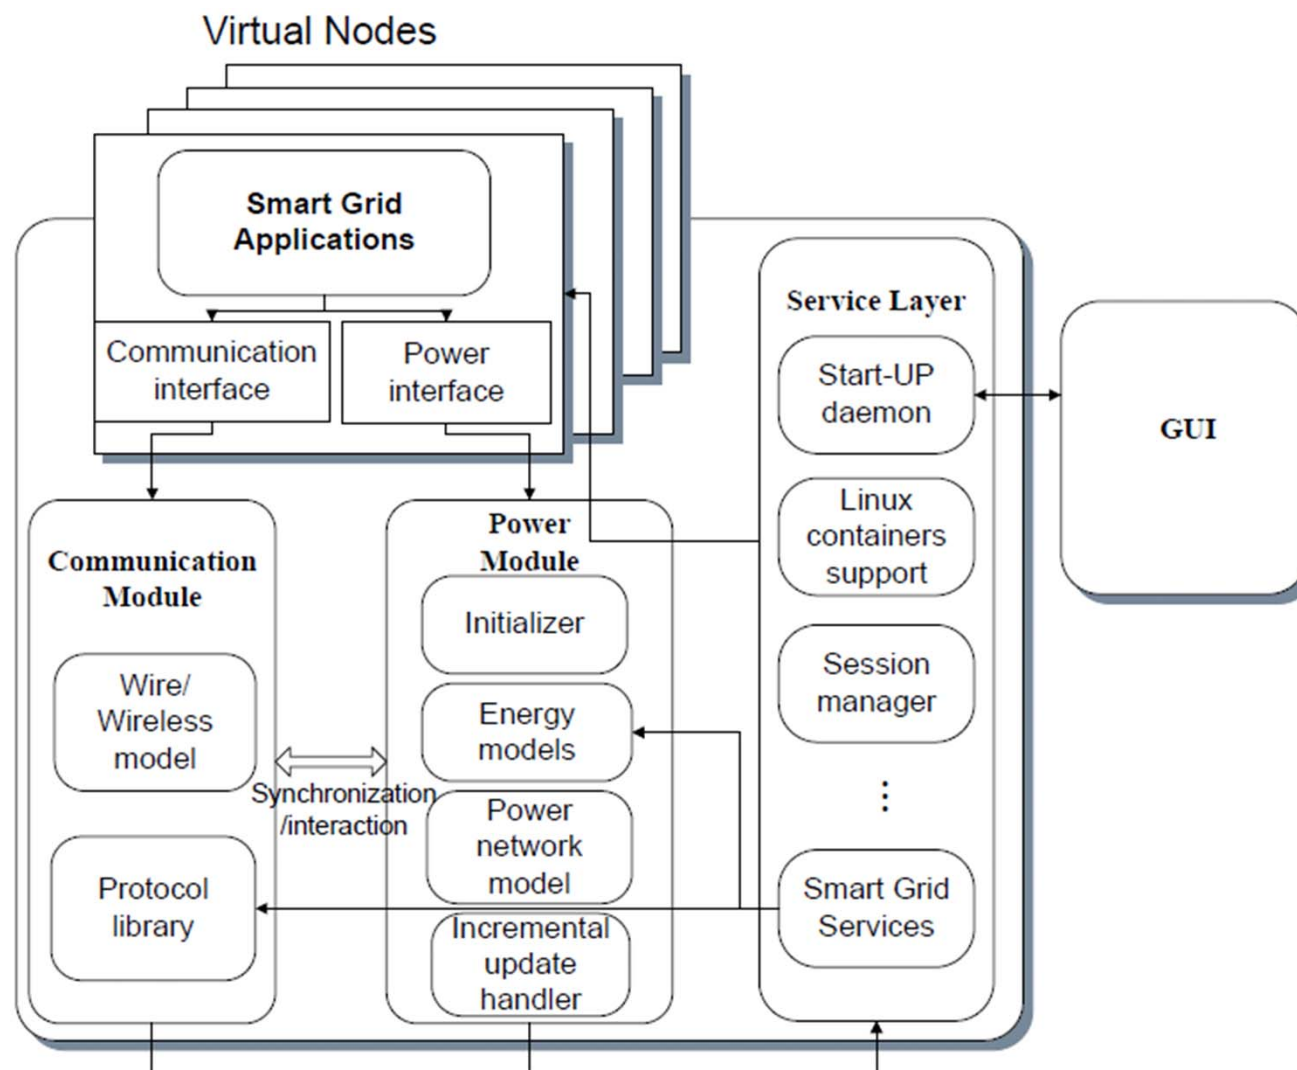 Virtual Nodes
Smart Grid
Applications
Communication
interface
Power
interface
Communication
Module
Wire/
Wireless
model
Protocol
library
Synchronization
/interaction
Power
Module
Initializer
Energy
models
Power
network
model
Incremental
update
handler
Service Layer
Start-UP
daemon
Linux
containers
support
Session
manager
⋮
Smart Grid
Services
GUI